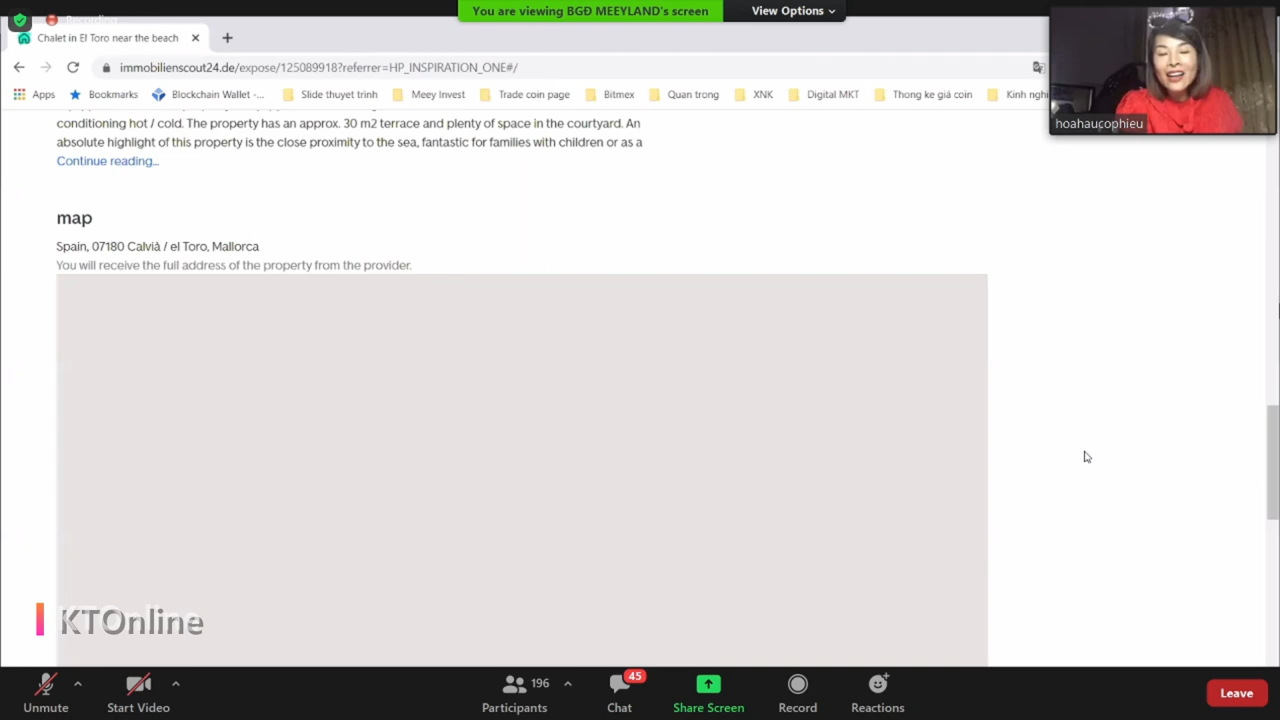 Recording
You are viewing BGĐ MEEYLAND's screen
View Options
Chalet in El Toro near the beach
immobilienscout24.de/expose/125089918?referrer=HP_INSPIRATION_ONE#/
Apps
Bookmarks
Blockchain Wallet -...
Slide thuyet trinh
Meey Invest
Trade coin page
Bitmex
Quan trong
XNK
Digital MKT
Thong ke giá coin
Kinh nghi
hoahaucophieu
conditioning hot / cold. The property has an approx. 30 m2 terrace and plenty of space in the courtyard. An
absolute highlight of this property is the close proximity to the sea, fantastic for families with children or as a
Continue reading...
map
Spain, 07180 Calvià / el Toro, Mallorca
You will receive the full address of the property from the provider.
KTOnline
Unmute
Start Video
196
Participants
45
Chat
Share Screen
Record
Reactions
Leave